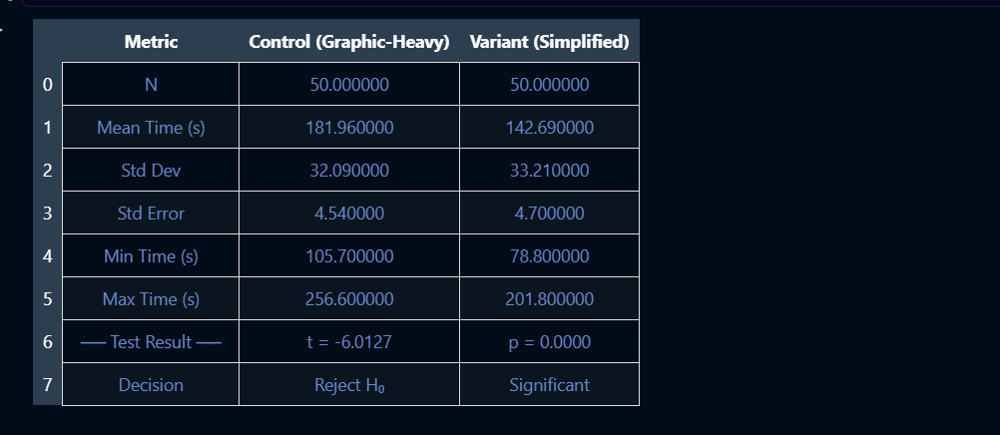 Metric Control (Graphic-Heavy) Variant (Simplified)
0 N 50.000000 50.000000
1 Mean Time (s) 181.960000 142.690000
2 Std Dev 32.090000 33.210000
3 Std Error 4.540000 4.700000
4 Min Time (s) 105.700000 78.800000
5 Max Time (s) 256.600000 201.800000
6 ── Test Result ── t = -6.0127 p = 0.0000
7 Decision Reject H₀ Significant